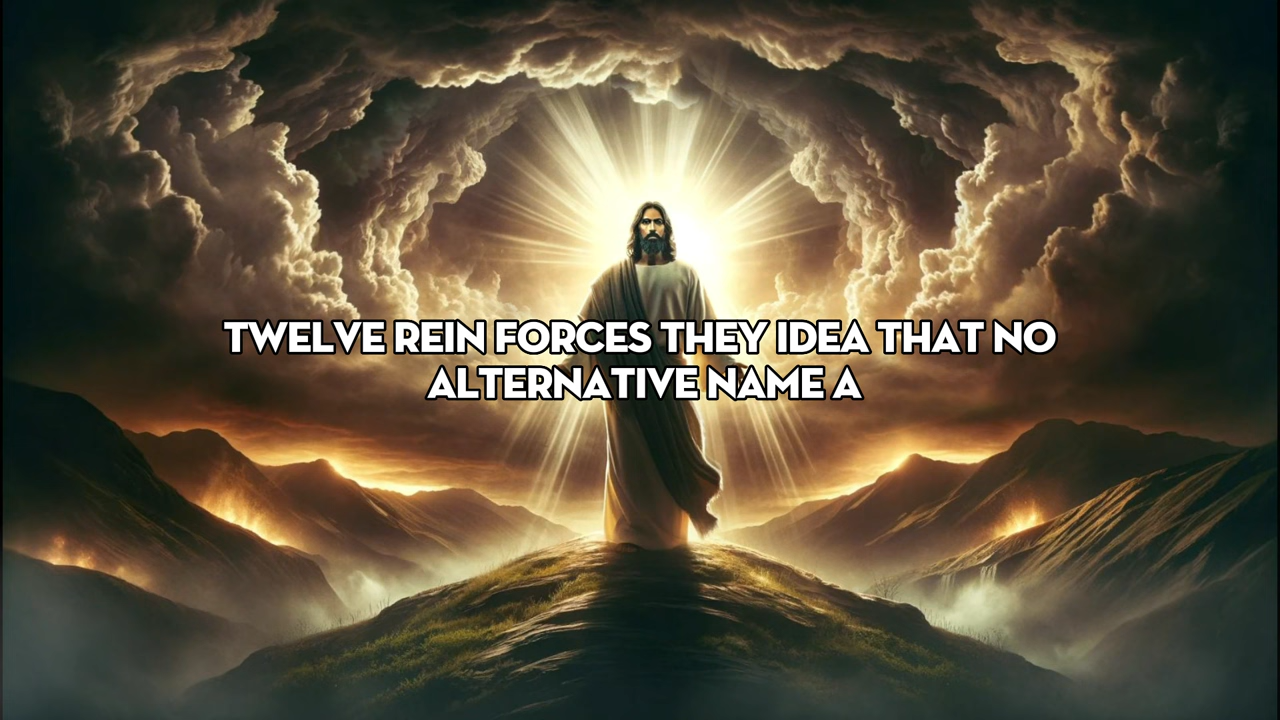 TWELVE REIN FORCES THEY IDEA THAT NO
ALTERNATIVE NAME A